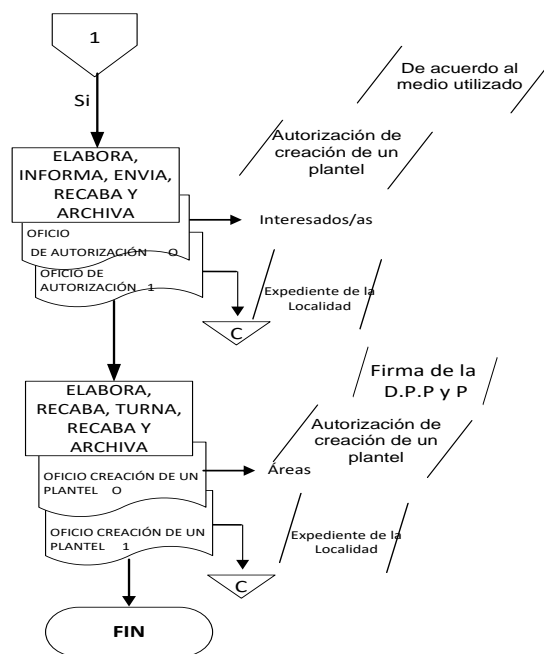 1
De acuerdo al
medio utilizado
Si
Autorización de
creación de un
plantel
ELABORA,
INFORMA, ENVIA,
RECABA Y
ARCHIVA
Interesados/as
OFICIO
DE AUTORIZACIÓN O
OFICIO DE
AUTORIZACIÓN 1
Expediente de la
Localidad
C
Firma de la
D.P.P y P
ELABORA,
RECABA, TURNA,
RECABA Y
ARCHIVA
Autorización de
creación de un
plantel
Áreas
OFICIO CREACIÓN DE UN
PLANTEL O
OFICIO CREACIÓN DE UN
PLANTEL 1
Expediente de la
Localidad
C
FIN